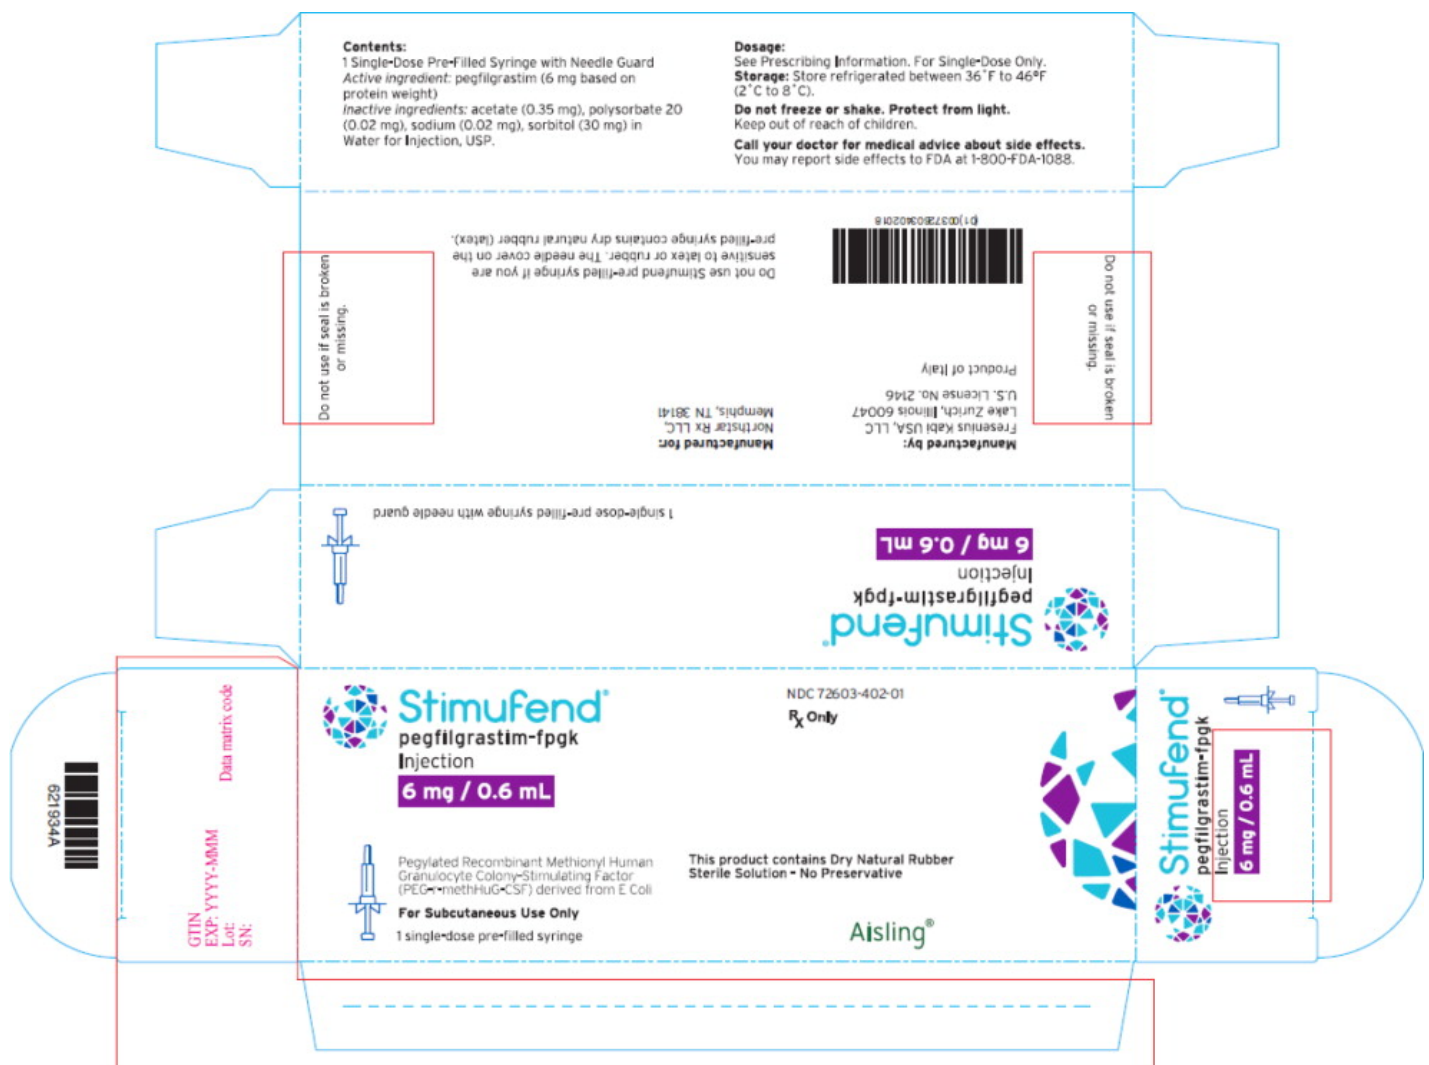 Contents:
1 Single-Dose Pre-Filled Syringe with Needle Guard
Active ingredient: pegfilgrastim (6 mg based on
protein weight)
Inactive ingredients: acetate (0.35 mg), polysorbate 20
(0.02 mg), sodium (0.02 mg), sorbitol (30 mg) in
Water for Injection, USP.
Dosage:
See Prescribing Information. For Single-Dose Only.
Storage: Store refrigerated between 36˚F to 46ºF
(2˚C to 8˚C).
Do not freeze or shake. Protect from light.
Keep out of reach of children.
Call your doctor for medical advice about side effects.
You may report side effects to FDA at 1-800-FDA-1088.
Do not use if seal is broken
or missing.
Manufactured by:
Fresenius Kabi USA, LLC
Lake Zurich, Illinois 60047
U.S. License No. 2146
Product of Italy
Manufactured for:
Northstar Rx LLC,
Memphis, TN 38141
Do not use Stimufend pre-filled syringe if you are
sensitive to latex or rubber. The needle cover on the
pre-filled syringe contains dry natural rubber (latex).
(01)00372603402018
Do not use if seal is broken
or missing.
Stimufend®
pegfilgrastim-fpgk
Injection
6 mg / 0.6 mL
1 single-dose pre-filled syringe with needle guard
621934A
GTIN
EXP: YYYY-MMM
Lot:
SN:
Data matrix code
Stimufend®
pegfilgrastim-fpgk
Injection
6 mg / 0.6 mL
NDC 72603-402-01
Rx Only
Pegylated Recombinant Methionyl Human
Granulocyte Colony-Stimulating Factor
(PEG-r-methHuG-CSF) derived from E Coli
For Subcutaneous Use Only
1 single-dose pre-filled syringe
This product contains Dry Natural Rubber
Sterile Solution - No Preservative
Aisling®
Stimufend®
pegfilgrastim-fpgk
Injection
6 mg / 0.6 mL